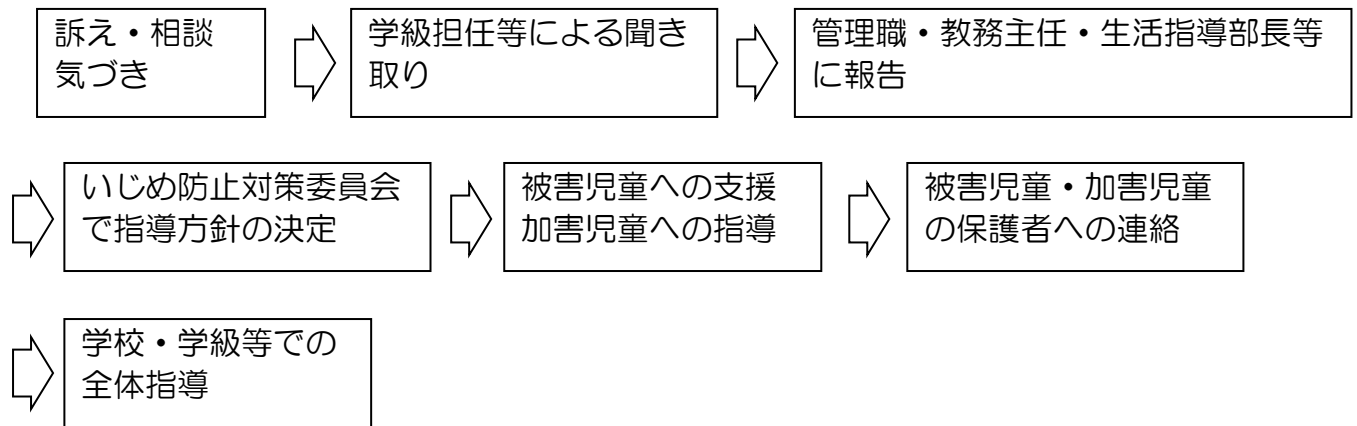 訴え・相談
気づき
学級担任等による聞き
取り
管理職・教務主任・生活指導部長等
に報告
いじめ防止対策委員会
で指導方針の決定
被害児童への支援
加害児童への指導
被害児童・加害児童
の保護者への連絡
学校・学級等での
全体指導